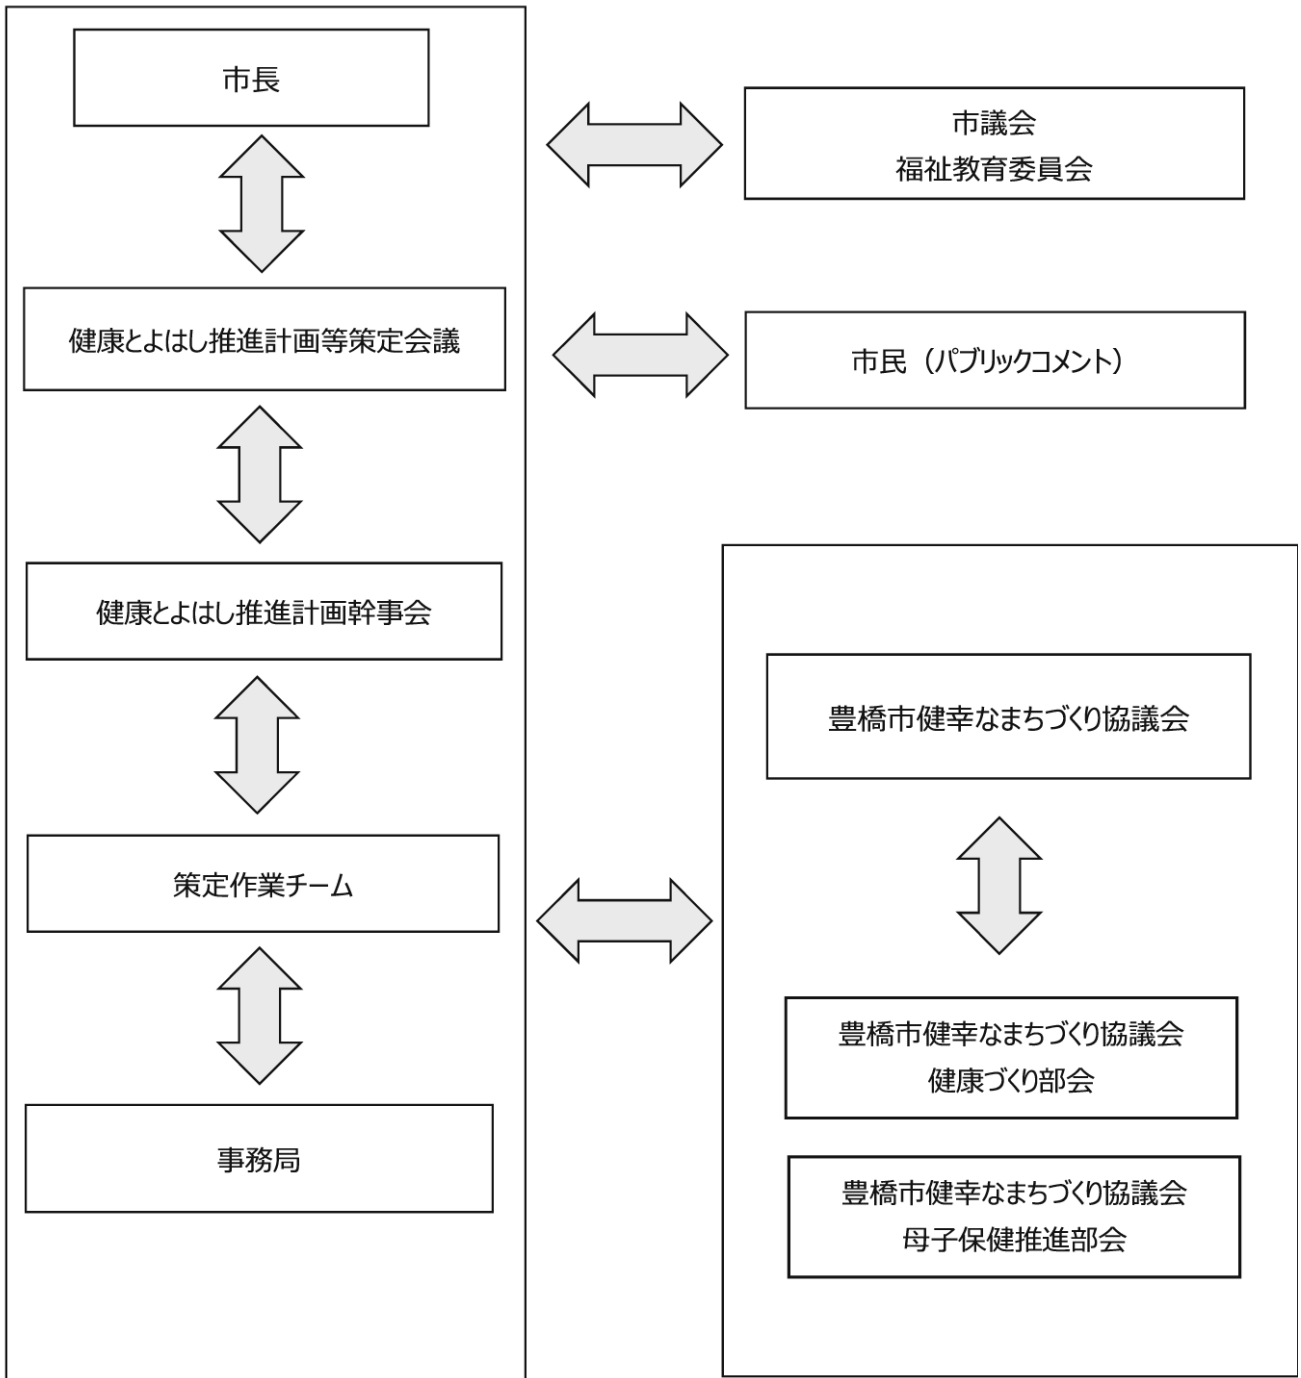 市長
健康とよはし推進計画等策定会議
健康とよはし推進計画幹事会
策定作業チーム
事務局
市議会
福祉教育委員会
市民（パブリックコメント）
豊橋市健幸なまちづくり協議会
豊橋市健幸なまちづくり協議会
健康づくり部会
豊橋市健幸なまちづくり協議会
母子保健推進部会